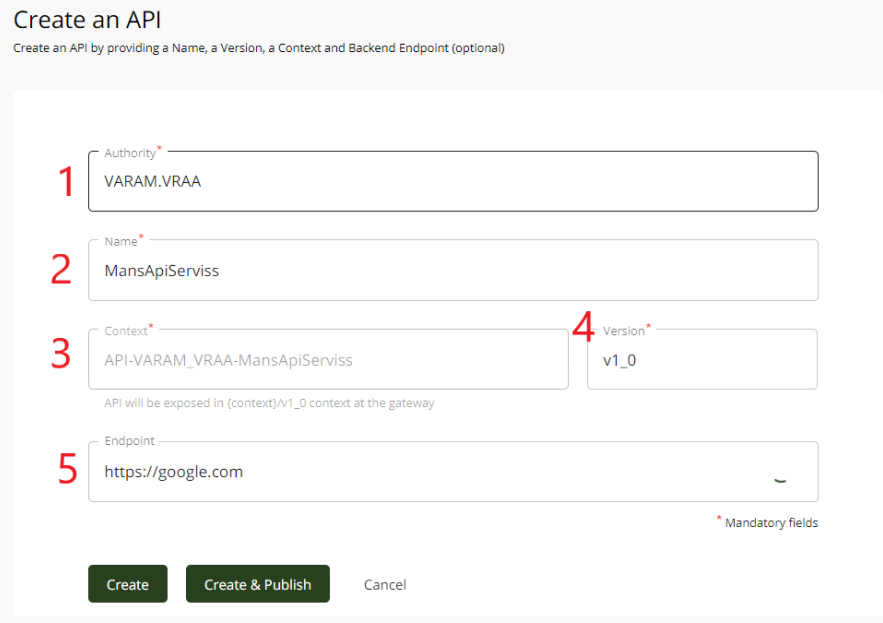 Create an API
Create an API by providing a Name, a Version, a Context and Backend Endpoint (optional)
Authority*
1 VARAM.VRAA
Name*
2 MansApiServiss
Context*
3 API-VARAM_VRAA-MansApiServiss
API will be exposed in {context}/v1_0 context at the gateway
4 Version*
v1_0
Endpoint
5 https://google.com
* Mandatory fields
Create Create & Publish Cancel